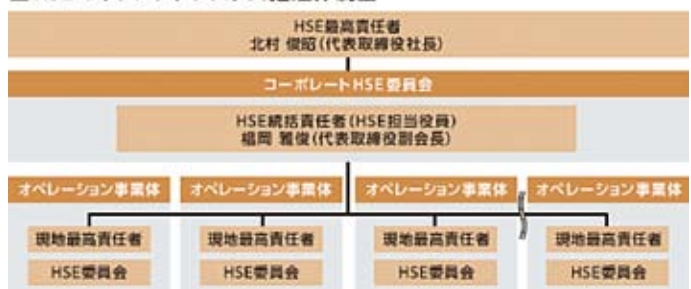 HSE最高責任者
北村 俊昭(代表取締役社長)
コーポレートHSE委員会
HSE統括責任者(HSE担当役員)
椙岡 雅俊(代表取締役副会長)
オペレーション事業体 オペレーション事業体 オペレーション事業体 オペレーション事業体
現地最高責任者 現地最高責任者 現地最高責任者 現地最高責任者
HSE委員会 HSE委員会 HSE委員会 HSE委員会